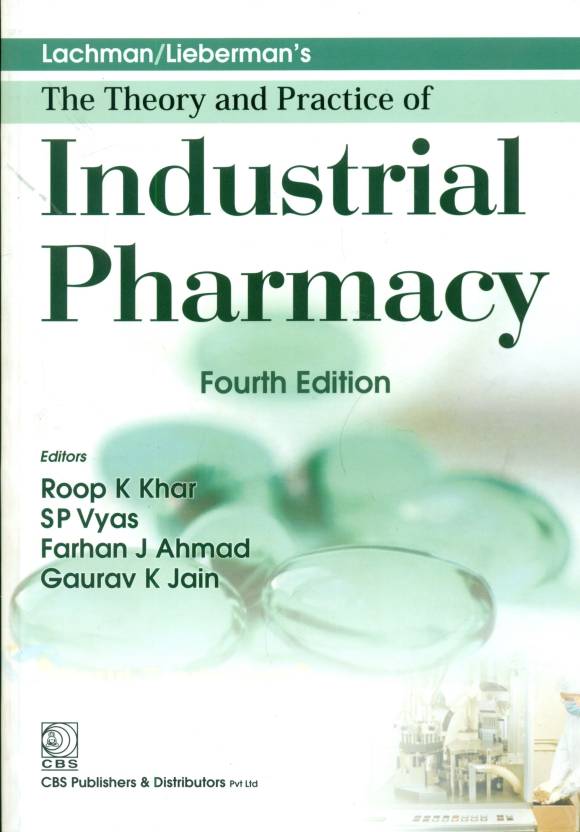 Lachman/Lieberman's
The Theory and Practice of
Industrial
Pharmacy
Fourth Edition
Editors
Roop K Khar
SP Vyas
Farhan J Ahmad
Gaurav K Jain
CBS
CBS Publishers & Distributors Pvt Ltd